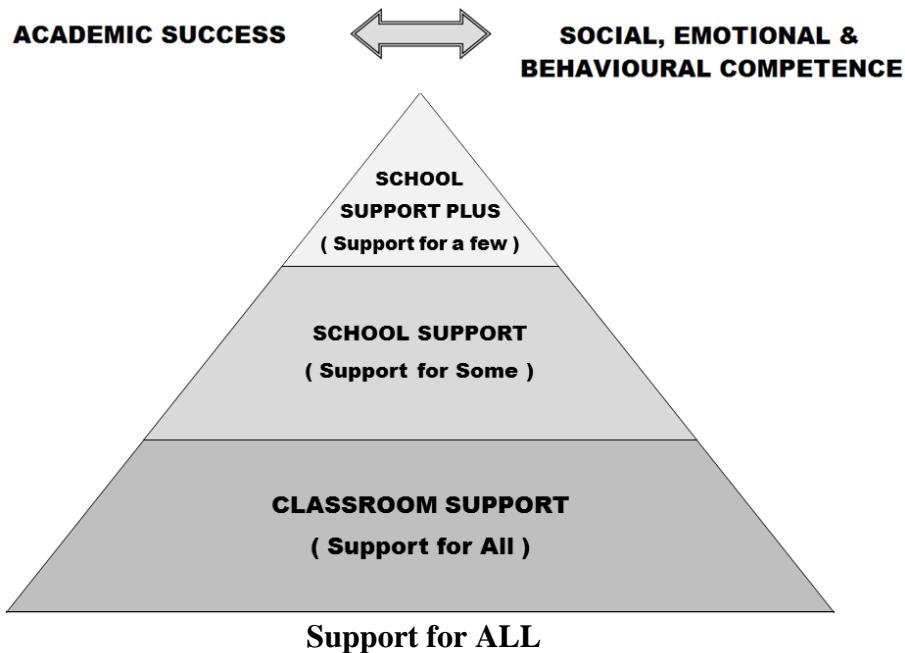 ACADEMIC SUCCESS
SOCIAL, EMOTIONAL &
BEHAVIOURAL COMPETENCE
SCHOOL
SUPPORT PLUS
( Support for a few )
SCHOOL SUPPORT
( Support for Some )
CLASSROOM SUPPORT
( Support for All )
Support for ALL